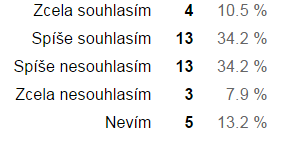 Zcela souhlasím 4 10.5 %
Spíše souhlasím 13 34.2 %
Spíše nesouhlasím 13 34.2 %
Zcela nesouhlasím 3 7.9 %
Nevím 5 13.2 %